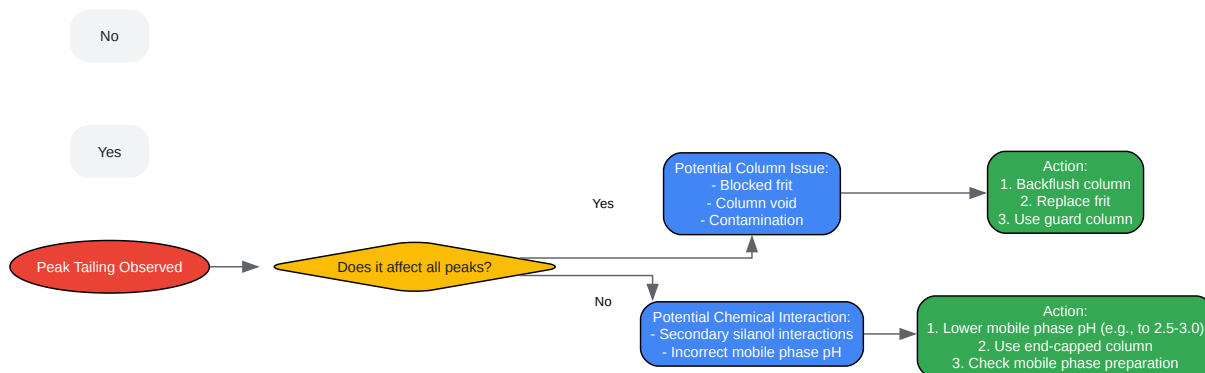 No
Yes
Peak Tailing Observed
Does it affect all peaks?
Yes
Potential Column Issue:
- Blocked frit
- Column void
- Contamination
Action:
1. Backflush column
2. Replace frit
3. Use guard column
No
Potential Chemical Interaction:
- Secondary silanol interactions
- Incorrect mobile phase pH
Action:
1. Lower mobile phase pH (e.g., to 2.5-3.0)
2. Use end-capped column
3. Check mobile phase preparation